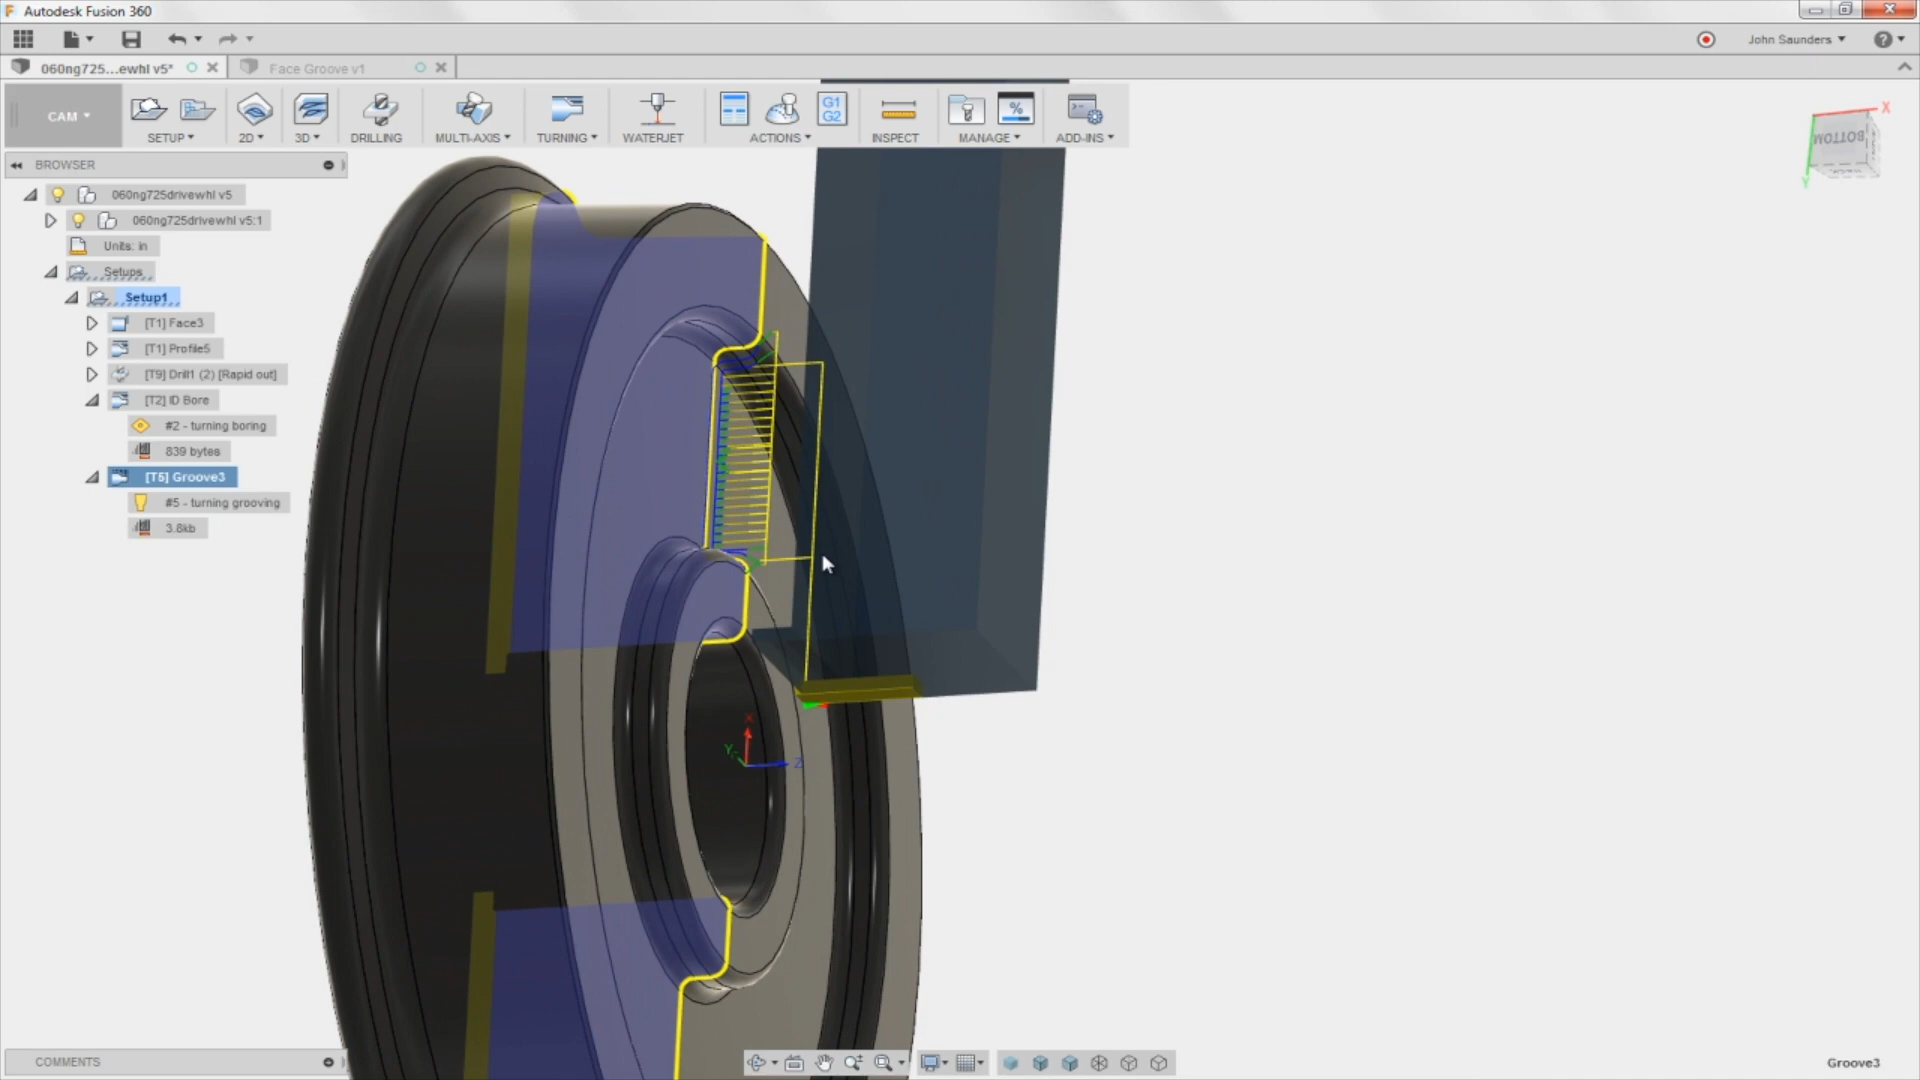 Autodesk Fusion 360
John Saunders
060ng725...ewhl v5*
Face Groove v1
CAM
SETUP
2D
3D
DRILLING
MULTI-AXIS
TURNING
WATERJET
G1
G2
ACTIONS
INSPECT
MANAGE
ADD-INS
BROWSER
060ng725drivewhl v5
060ng725drivewhl v5:1
Units: in
Setups
Setup1
[T1] Face3
[T1] Profile5
[T9] Drill1 (2) [Rapid out]
[T2] ID Bore
#2 - turning boring
839 bytes
[T5] Groove3
#5 - turning grooving
3.8kb
X
BOTTOM
Y
X
Y
Z
COMMENTS
Groove3